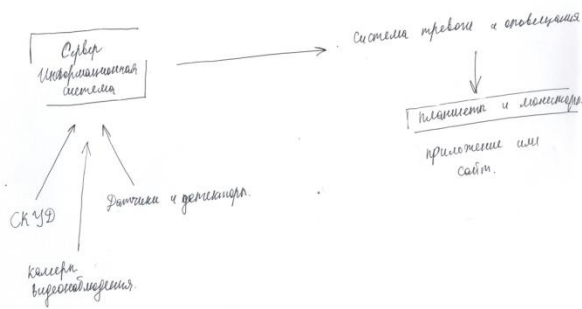 Сервер
Информационная
система
система тревоги и оповещения
планшеты и мониторы
приложение или
сайт.
СКУД
Датчики и детекторы.
камеры
видеонаблюдения.